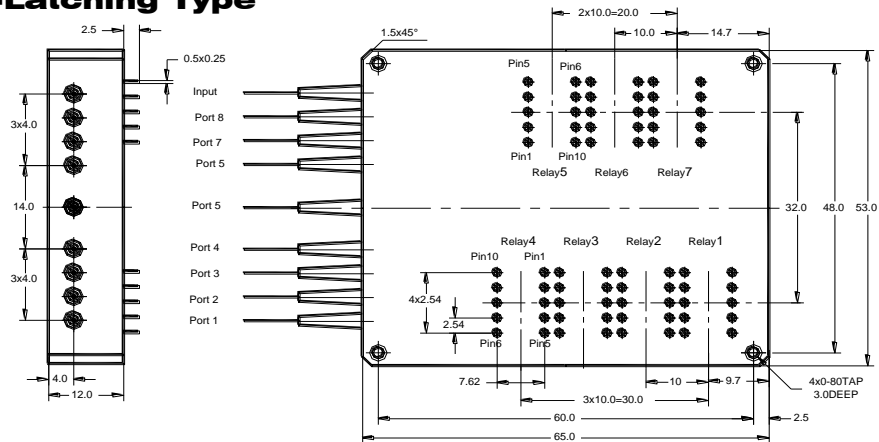 -Latching Type
2x10.0=20.0
2.5
1.5x45°
10.0
14.7
0.5x0.25
Pin5
Pin6
Input
Port 8
3x4.0
Port 7
Port 5
Pin1
Pin10
Relay5
Relay6
Relay7
14.0
Port 5
32.0
48.0
53.0
Port 4
Relay4
Relay3
Relay2
Relay1
Pin10
Pin1
Port 3
3x4.0
4x2.54
Port 2
2.54
Port 1
Pin6
Pin5
4.0
7.62
10
9.7
4x0-80TAP
3.0DEEP
12.0
3x10.0=30.0
60.0
2.5
65.0